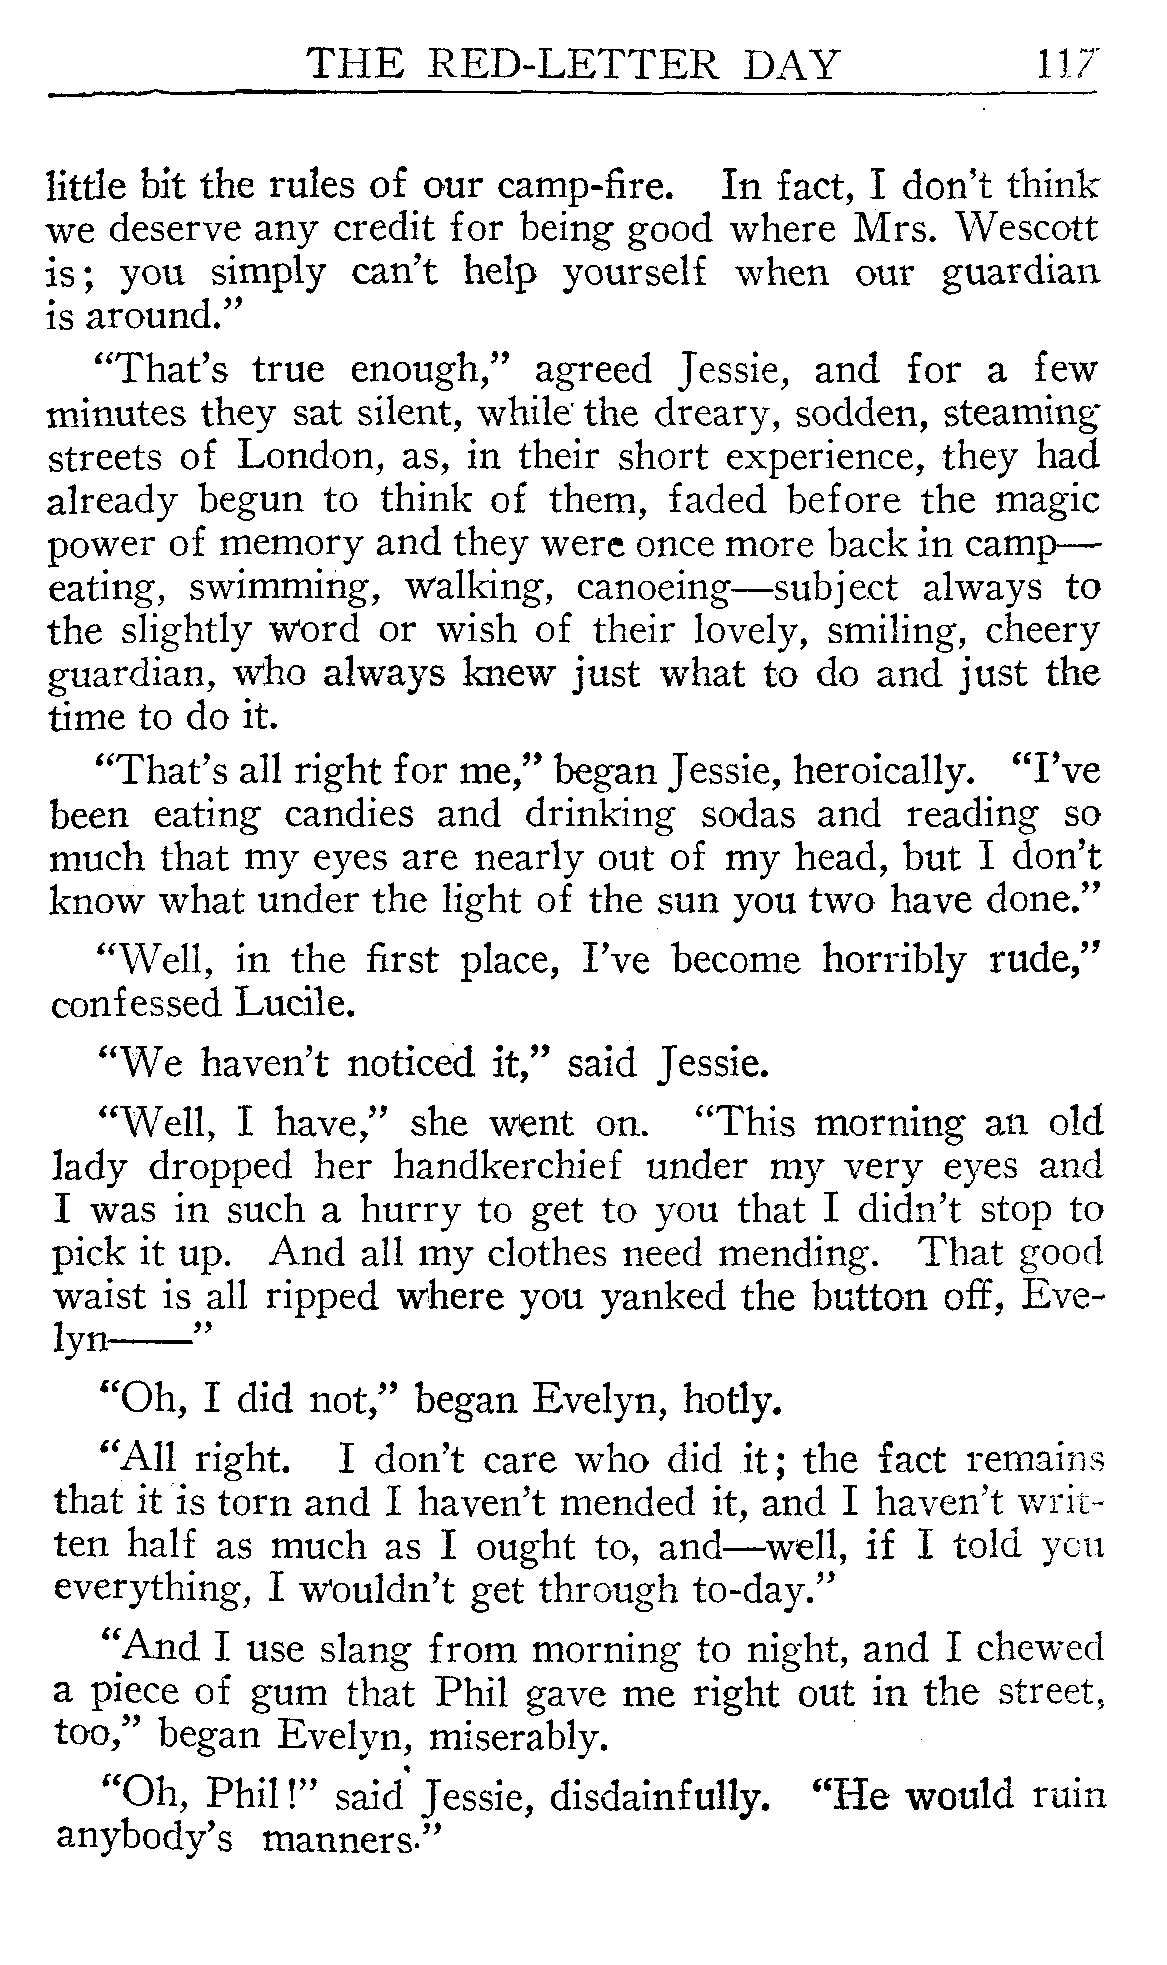 THE RED-LETTER DAY 117
little bit the rules of our camp-fire. In fact, I don't think
we deserve any credit for being good where Mrs. Wescott
is; you simply can't help yourself when our guardian
is around."
"That's true enough," agreed Jessie, and for a few
minutes they sat silent, while the dreary, sodden, steaming
streets of London, as, in their short experience, they had
already begun to think of them, faded before the magic
power of memory and they were once more back in camp—
eating, swimming, walking, canoeing—subject always to
the slightly word or wish of their lovely, smiling, cheery
guardian, who always knew just what to do and just the
time to do it.
"That's all right for me," began Jessie, heroically. "I've
been eating candies and drinking sodas and reading so
much that my eyes are nearly out of my head, but I don't
know what under the light of the sun you two have done."
"Well, in the first place, I've become horribly rude,"
confessed Lucile.
"We haven't noticed it," said Jessie.
"Well, I have," she went on. "This morning an old
lady dropped her handkerchief under my very eyes and
I was in such a hurry to get to you that I didn't stop to
pick it up. And all my clothes need mending. That good
waist is all ripped where you yanked the button off, Eve-
lyn——"
"Oh, I did not," began Evelyn, hotly.
"All right. I don't care who did it; the fact remains
that it is torn and I haven't mended it, and I haven't writ-
ten half as much as I ought to, and—well, if I told you
everything, I wouldn't get through to-day."
"And I use slang from morning to night, and I chewed
a piece of gum that Phil gave me right out in the street,
too," began Evelyn, miserably.
"Oh, Phil!" said Jessie, disdainfully. "He would ruin
anybody's manners."